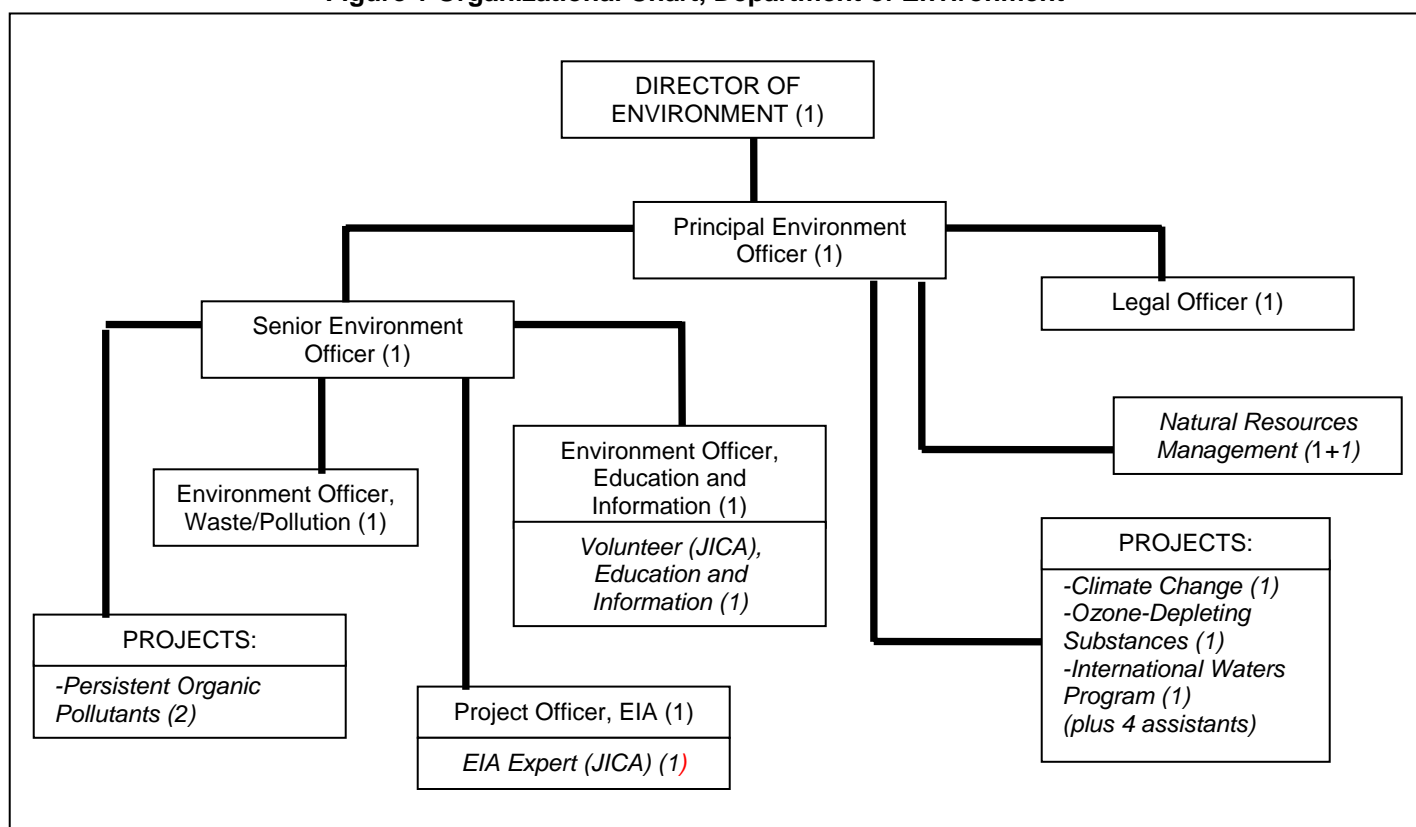 Figure 1 Organizational Chart, Department of Environment
DIRECTOR OF
ENVIRONMENT (1)
Principal Environment
Officer (1)
Legal Officer (1)
Senior Environment
Officer (1)
Natural Resources
Management (1+1)
Environment Officer,
Education and
Information (1)
Volunteer (JICA),
Education and
Information (1)
Environment Officer,
Waste/Pollution (1)
PROJECTS:
-Climate Change (1)
-Ozone-Depleting
Substances (1)
-International Waters
Program (1)
(plus 4 assistants)
PROJECTS:
-Persistent Organic
Pollutants (2)
Project Officer, EIA (1)
EIA Expert (JICA) (1)